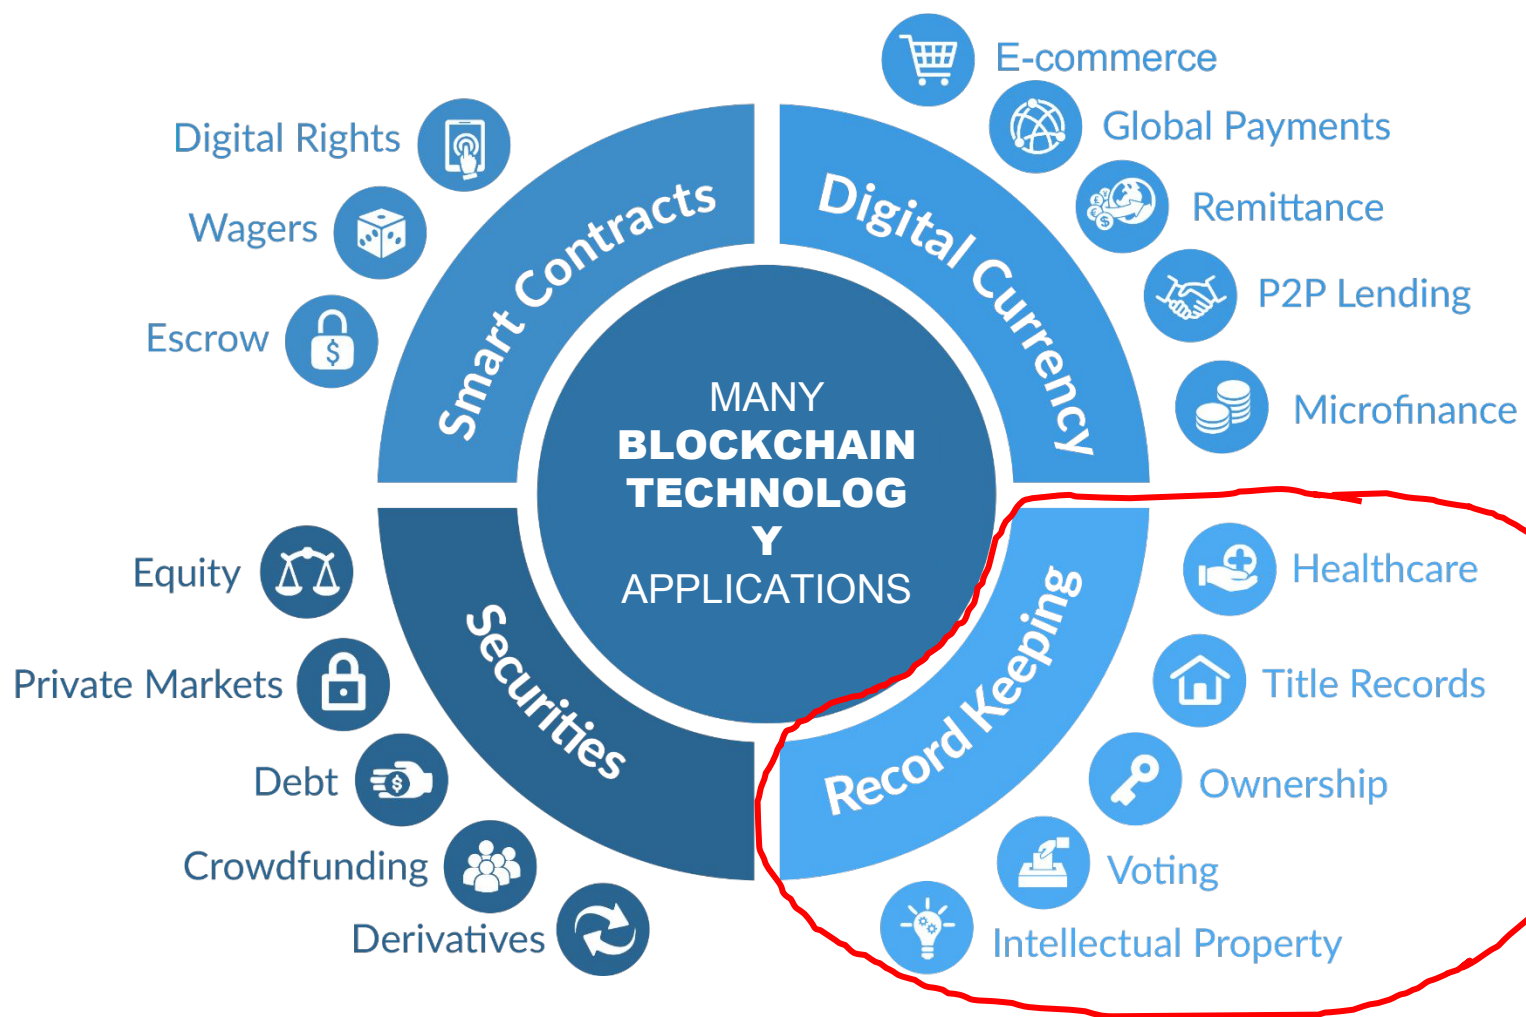 E-commerce
Global Payments
Remittance
P2P Lending
Microfinance
Digital Currency
Digital Rights
Wagers
Escrow
Smart Contracts
MANY
BLOCKCHAIN
TECHNOLOG
Y
APPLICATIONS
Equity
Private Markets
Debt
Crowdfunding
Derivatives
Securities
Record Keeping
Healthcare
Title Records
Ownership
Voting
Intellectual Property